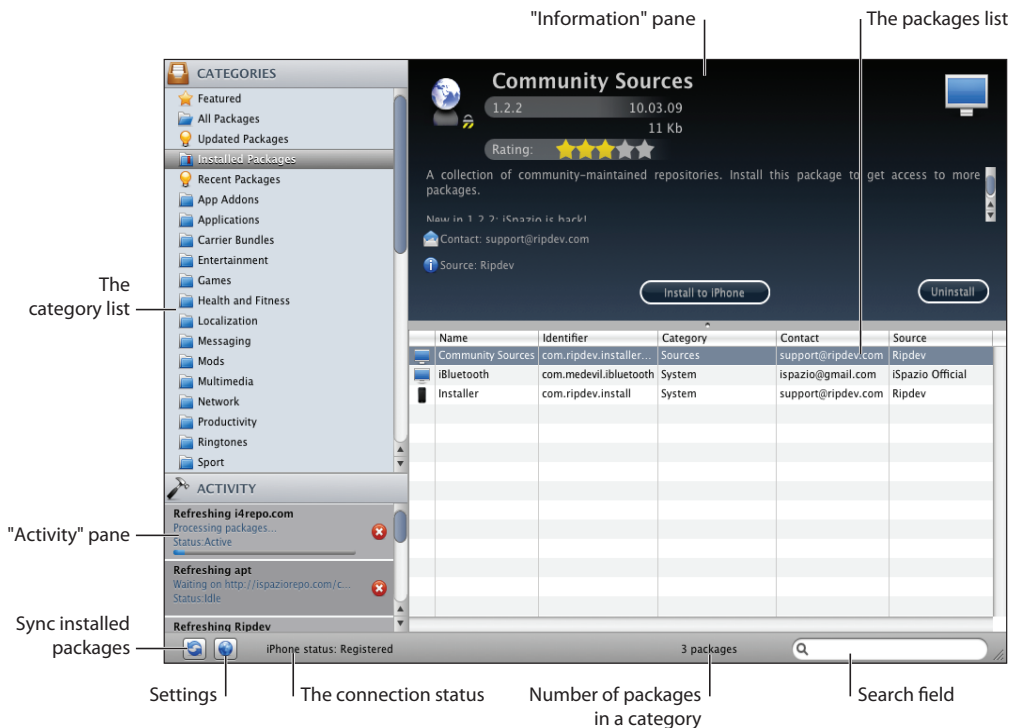 "Information" pane
The packages list
CATEGORIES
Featured
All Packages
Updated Packages
Installed Packages
Recent Packages
App Addons
Applications
Carrier Bundles
Entertainment
Games
Health and Fitness
Localization
Messaging
Mods
Multimedia
Network
Productivity
Ringtones
Sport
The
category list
Community Sources
1.2.2 10.03.09
11 Kb
Rating:
A collection of community-maintained repositories. Install this package to get access to more
packages.
New in 1.2.2: iSpazio is back!
Contact: support@ripdev.com
Source: Ripdev
Install to iPhone
Uninstall
Name Identifier Category Contact Source
Community Sources com.ripdev.installer... Sources support@ripdev.com Ripdev
iBluetooth com.medevil.ibluetooth System ispazio@gmail.com iSpazio Official
Installer com.ripdev.install System support@ripdev.com Ripdev
ACTIVITY
Refreshing i4repo.com
Processing packages...
Status:Active
Refreshing apt
Waiting on http://ispaziorepo.com/c...
Status:Idle
Refreshing Ripdev
"Activity" pane
Sync installed
packages
iPhone status: Registered
3 packages
Settings
The connection status
Number of packages
in a category
Search field